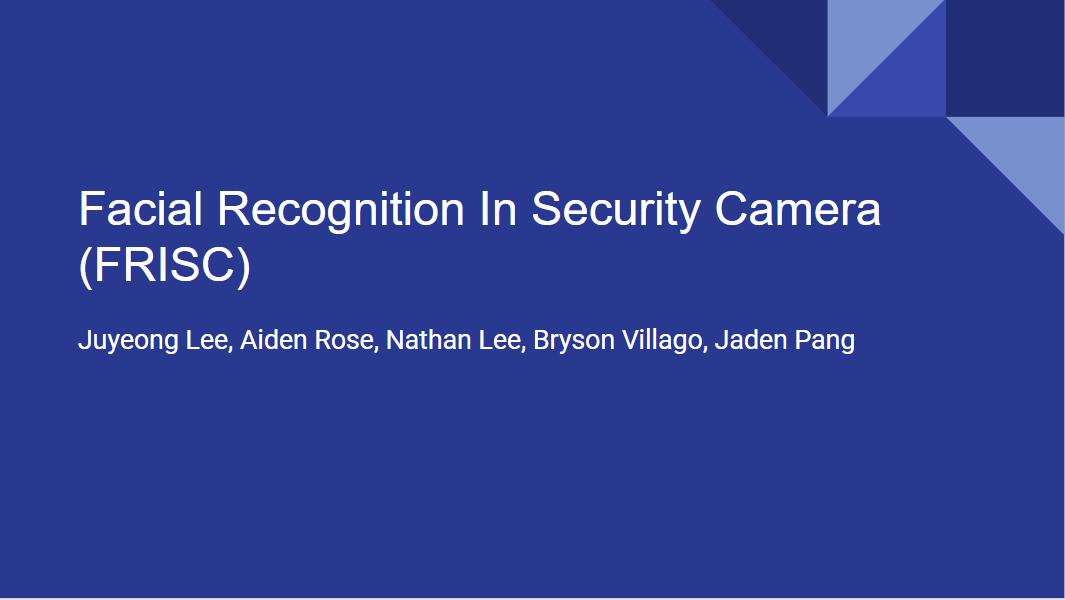 Facial Recognition In Security Camera
(FRISC)
Juyeong Lee, Aiden Rose, Nathan Lee, Bryson Villago, Jaden Pang